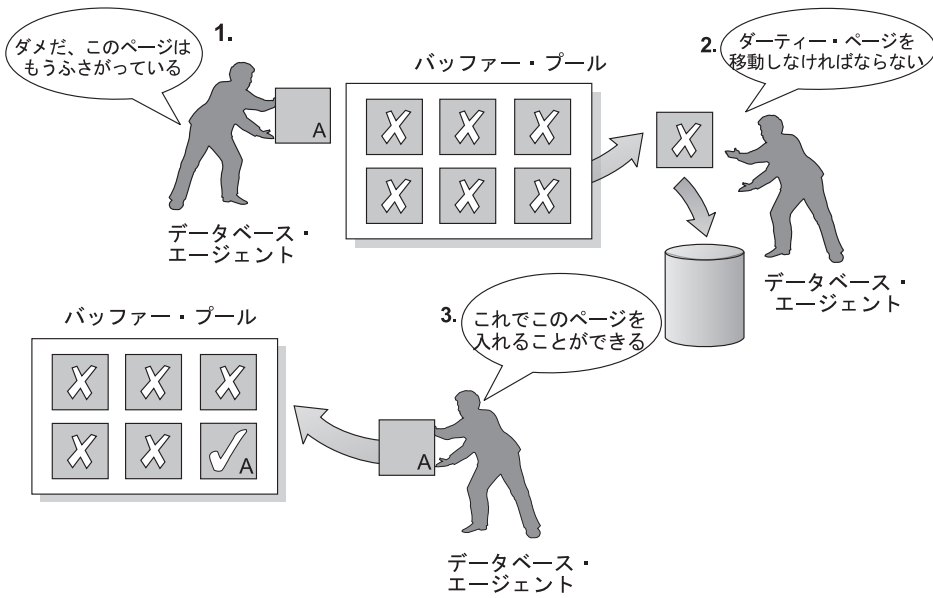 1.
ダメだ、このページは
もうふさがっている
A
データベース・
エージェント
バッファー・プール
2.
ダーティー・ページを
移動しなければならない
データベース・
エージェント
バッファー・プール
A
3.
これでこのページを
入れることができる
A
データベース・
エージェント